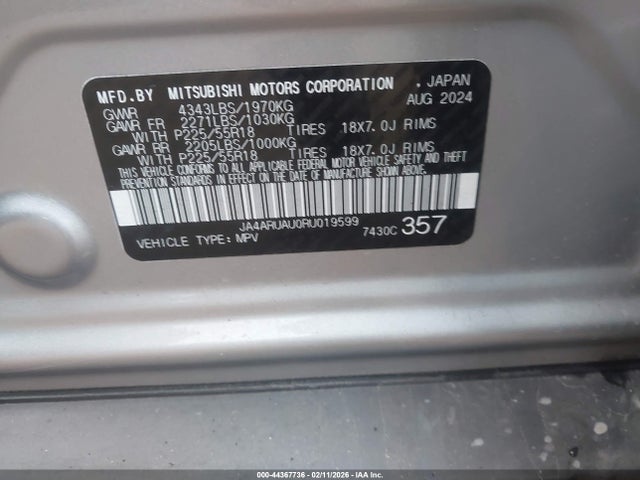 MFD.BY MITSUBISHI MOTORS CORPORATION , JAPAN
GVWR 4343LBS/1970KG AUG 2024
GAWR FR 2271LBS/1030KG
WITH P225/55R18 TIRES 18X7.0J RIMS
GAWR RR 2205LBS/1000KG
WITH P225/55R18 TIRES 18X7.0J RIMS
THIS VEHICLE CONFORMS TO ALL APPLICABLE FEDERAL MOTOR VEHICLE SAFETY AND THEFT
PREVENTION STANDARDS IN EFFECT ON THE DATE OF MANUFACTURE SHOWN ABOVE.
JA4ARUAU0RU019599
VEHICLE TYPE: MPV 7430C 357
000-44367736 - 02/11/2026 - IAA Inc.